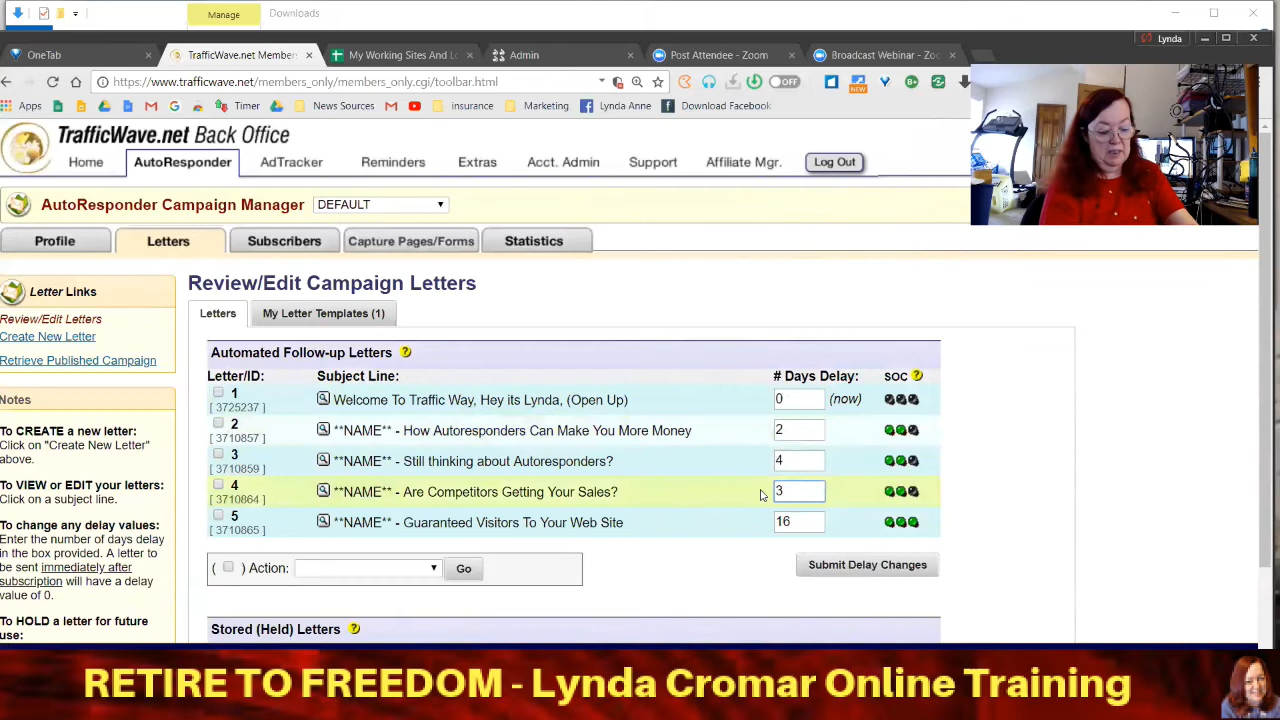 Manage
Downloads
Lynda
OneTab
TrafficWave.net Members
My Working Sites And Lo
Admin
Post Attendee - Zoom
Broadcast Webinar - Zoo
https://www.trafficwave.net/members_only/members_only.cgi/toolbar.html
OFF
NEW
Apps
Timer
News Sources
insurance
Marketing
Lynda Anne
Download Facebook
TrafficWave.net Back Office
Home
AutoResponder
AdTracker
Reminders
Extras
Acct. Admin
Support
Affiliate Mgr.
Log Out
AutoResponder Campaign Manager
DEFAULT
Profile
Letters
Subscribers
Capture Pages/Forms
Statistics
Letter Links
Review/Edit Letters
Create New Letter
Retrieve Published Campaign
Notes
To CREATE a new letter:
Click on "Create New Letter"
above.
To VIEW or EDIT your letters:
Click on a subject line.
To change any delay values:
Enter the number of days delay
in the box provided. A letter to
be sent immediately after
subscription will have a delay
value of 0.
To HOLD a letter for future
use:
Review/Edit Campaign Letters
Letters
My Letter Templates (1)
Automated Follow-up Letters ?
Letter/ID: Subject Line: # Days Delay: SOC ?
1 Welcome To Traffic Way, Hey its Lynda, (Open Up) 0 (now)
[ 3725237 ]
2 **NAME** - How Autoresponders Can Make You More Money 2
[ 3710857 ]
3 **NAME** - Still thinking about Autoresponders? 4
[ 3710859 ]
4 **NAME** - Are Competitors Getting Your Sales? 3
[ 3710864 ]
5 **NAME** - Guaranteed Visitors To Your Web Site 16
[ 3710865 ]
( ) Action: Go
Submit Delay Changes
Stored (Held) Letters ?
RETIRE TO FREEDOM - Lynda Cromar Online Training